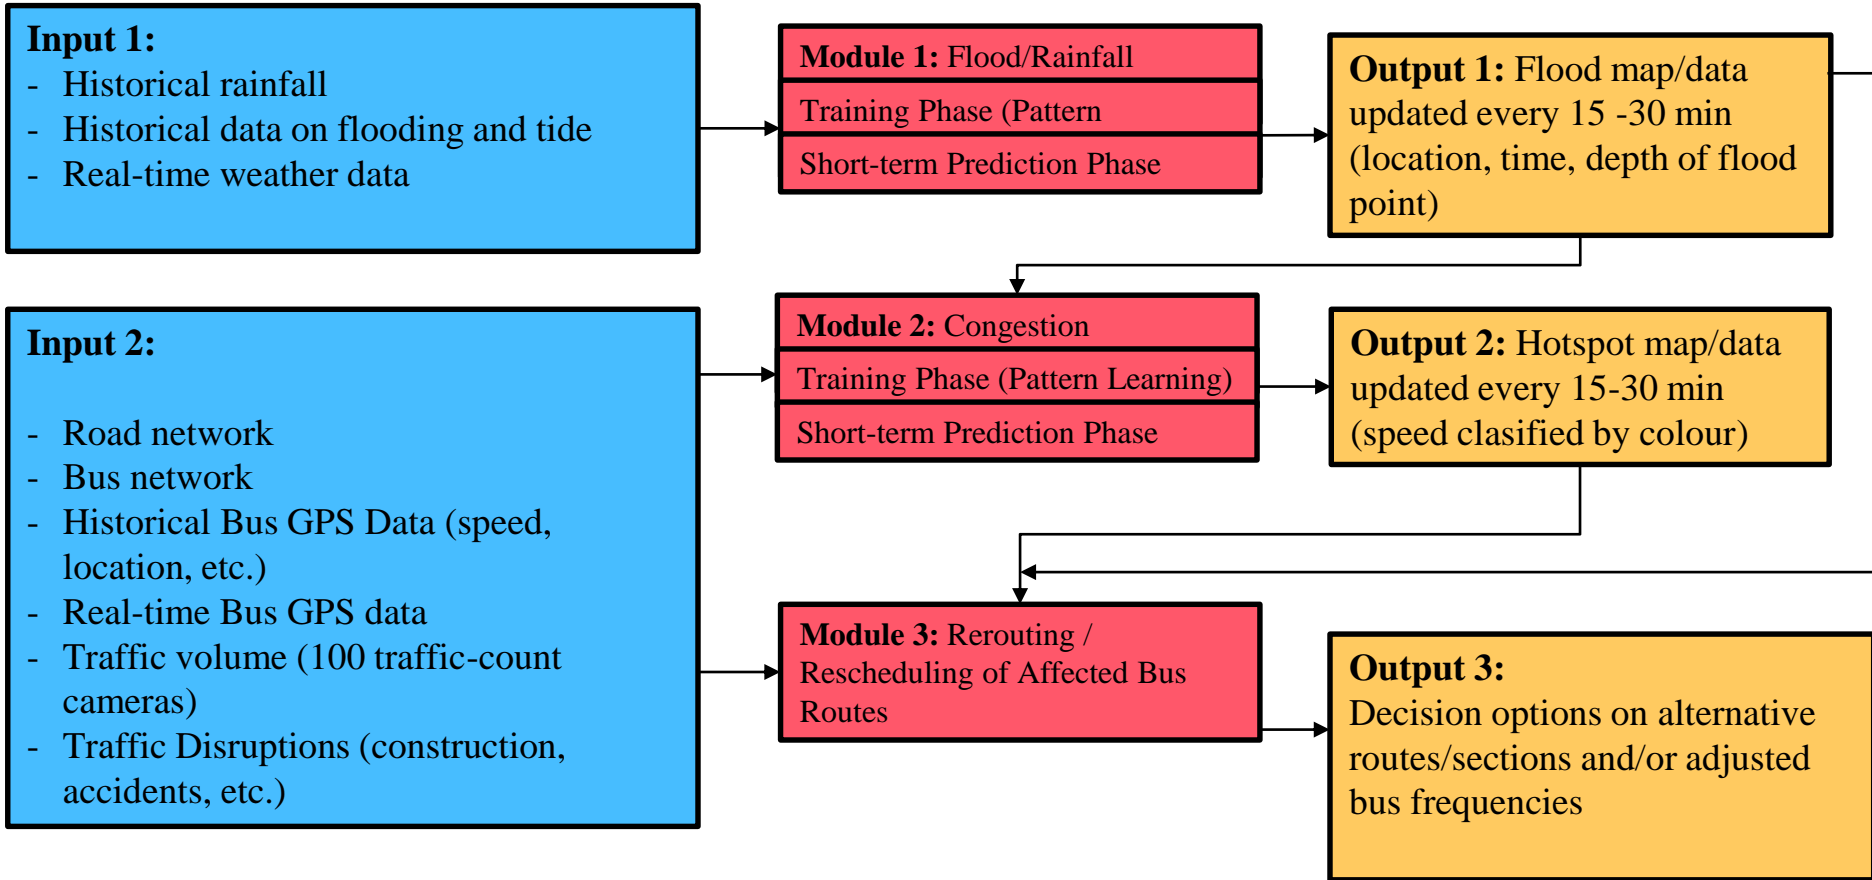 Input 1:
- Historical rainfall
- Historical data on flooding and tide
- Real-time weather data
Module 1: Flood/Rainfall
Training Phase (Pattern
Short-term Prediction Phase
Output 1: Flood map/data
updated every 15 -30 min
(location, time, depth of flood
point)
Input 2:
- Road network
- Bus network
- Historical Bus GPS Data (speed,
location, etc.)
- Real-time Bus GPS data
- Traffic volume (100 traffic-count
cameras)
- Traffic Disruptions (construction,
accidents, etc.)
Module 2: Congestion
Training Phase (Pattern Learning)
Short-term Prediction Phase
Output 2: Hotspot map/data
updated every 15-30 min
(speed clasified by colour)
Module 3: Rerouting /
Rescheduling of Affected Bus
Routes
Output 3:
Decision options on alternative
routes/sections and/or adjusted
bus frequencies